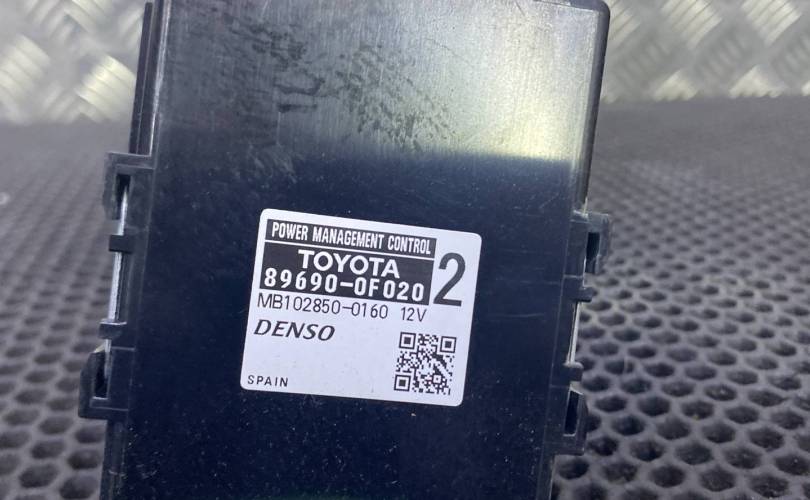 POWER MANAGEMENT CONTROL
TOYOTA 2
89690-0F020
MB102850-0160 12V
DENSO
SPAIN